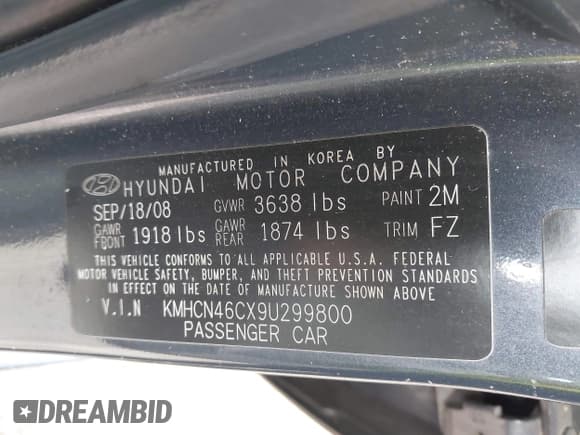 MANUFACTURED IN KOREA BY
HYUNDAI MOTOR COMPANY
SEP/18/08 GVWR 3638 lbs PAINT 2M
GAWR FRONT 1918 lbs GAWR REAR 1874 lbs TRIM FZ
THIS VEHICLE CONFORMS TO ALL APPLICABLE U.S.A. FEDERAL
MOTOR VEHICLE SAFETY, BUMPER, AND THEFT PREVENTION STANDARDS
IN EFFECT ON THE DATE OF MANUFACTURE SHOWN ABOVE
V.I.N KMHCN46CX9U299800
PASSENGER CAR
DREAMBID